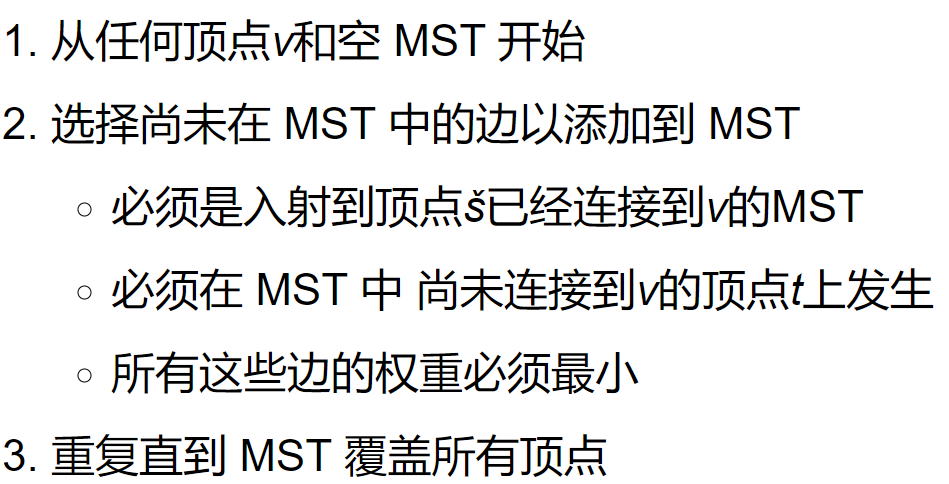 1. 从任何顶点v和空 MST 开始
2. 选择尚未在 MST 中的边以添加到 MST
○ 必须是入射到顶点š已经连接到v的MST
○ 必须在 MST 中 尚未连接到v的顶点t上发生
○ 所有这些边的权重必须最小
3. 重复直到 MST 覆盖所有顶点